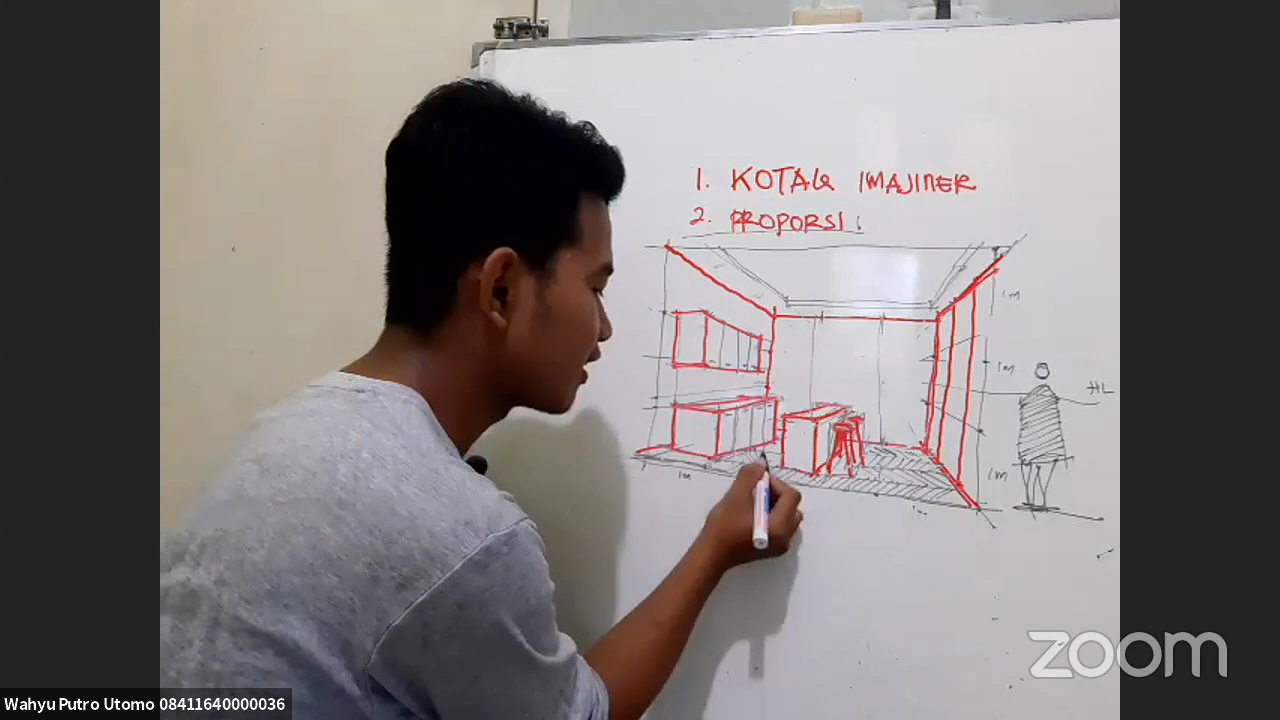 1. KOTAK IMAJINER
2. PROPORSI :
1m
1m
HL
1m
1m
1m
zoom
Wahyu Putro Utomo 08411640000036